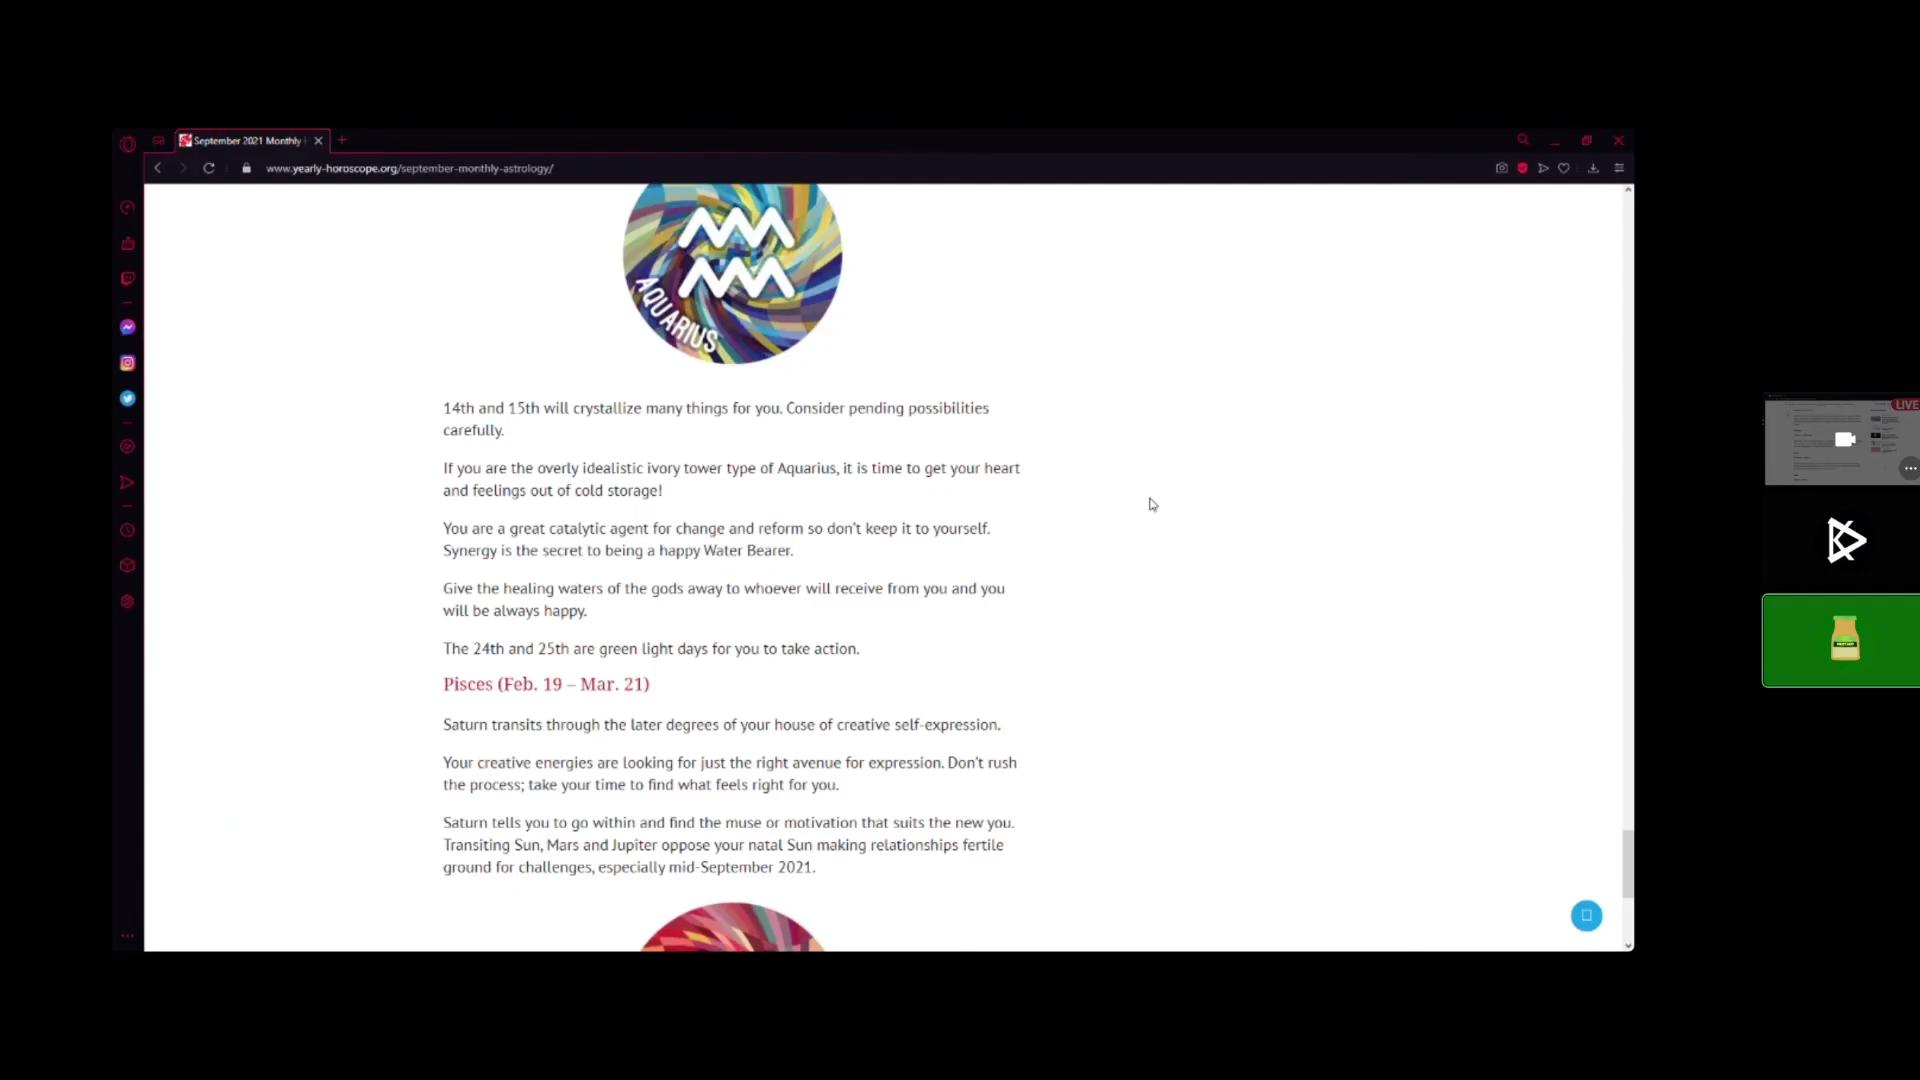 September 2021 Monthly
www.yearly-horoscope.org/september-monthly-astrology/
AQUARIUS
14th and 15th will crystallize many things for you. Consider pending possibilities
carefully.
If you are the overly idealistic ivory tower type of Aquarius, it is time to get your heart
and feelings out of cold storage!
You are a great catalytic agent for change and reform so don't keep it to yourself.
Synergy is the secret to being a happy Water Bearer.
Give the healing waters of the gods away to whoever will receive from you and you
will be always happy.
The 24th and 25th are green light days for you to take action.
Pisces (Feb. 19 – Mar. 21)
Saturn transits through the later degrees of your house of creative self-expression.
Your creative energies are looking for just the right avenue for expression. Don't rush
the process; take your time to find what feels right for you.
Saturn tells you to go within and find the muse or motivation that suits the new you.
Transiting Sun, Mars and Jupiter oppose your natal Sun making relationships fertile
ground for challenges, especially mid-September 2021.
LIVE